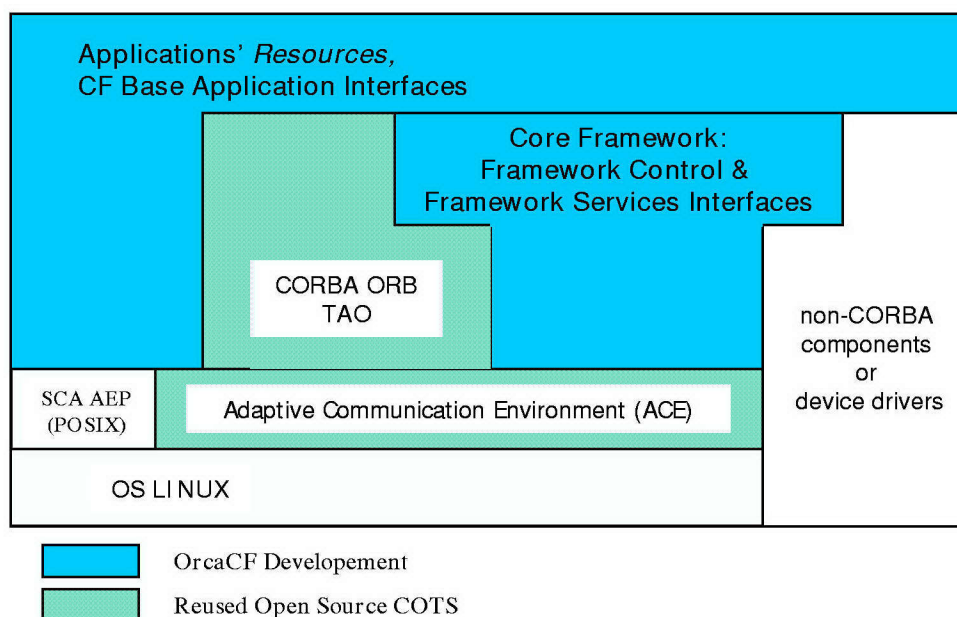 Applications’ Resources,
CF Base Application Interfaces
Core Framework:
Framework Control &
Framework Services Interfaces
CORBA ORB
TAO
non-CORBA
components
or
device drivers
SCA AEP
(POSIX)
Adaptive Communication Environment (ACE)
OS LINUX
OrcaCF Developement
Reused Open Source COTS